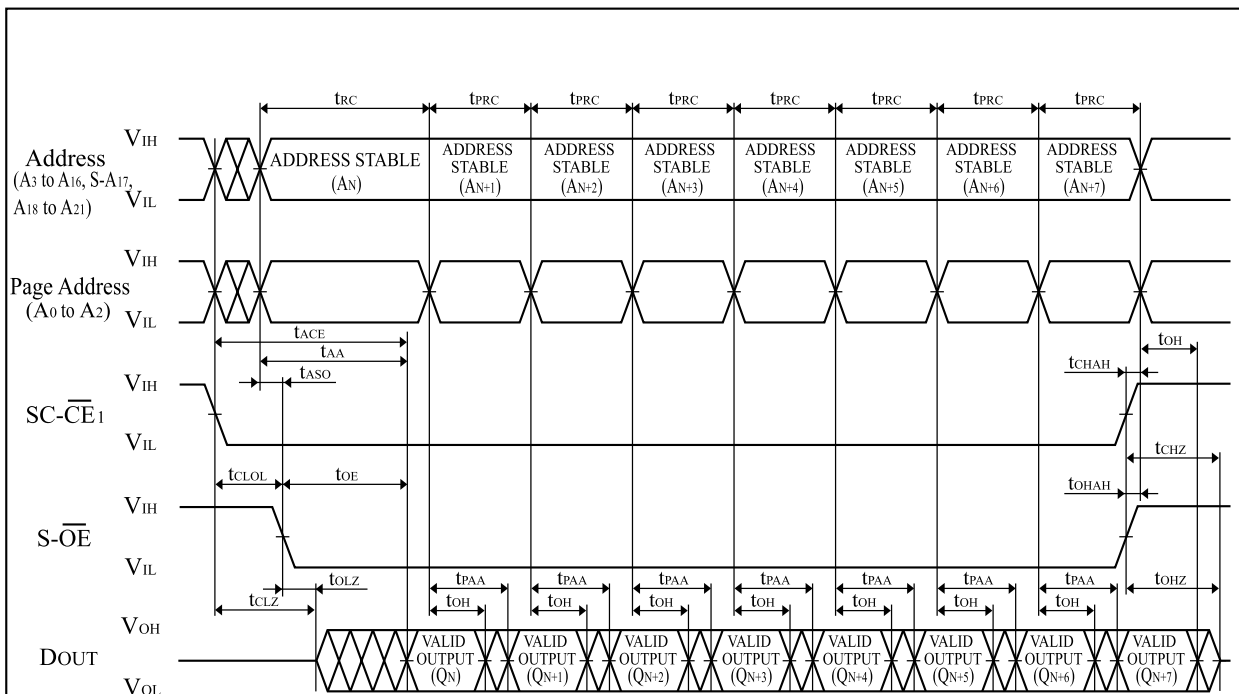 tRC tPRC tPRC tPRC tPRC tPRC tPRC tPRC
VIH
Address
(A3 to A16, S-A17,
A18 to A21)
VIL
ADDRESS STABLE
(AN)
ADDRESS
STABLE
(AN+1)
ADDRESS
STABLE
(AN+2)
ADDRESS
STABLE
(AN+3)
ADDRESS
STABLE
(AN+4)
ADDRESS
STABLE
(AN+5)
ADDRESS
STABLE
(AN+6)
ADDRESS
STABLE
(AN+7)
VIH
Page Address
(A0 to A2)
VIL
tACE
tAA
tASO
tOH
tCHAH
VIH
SC-CE1
VIL
tCHZ
tCLOL tOE
tOHAH
VIH
S-OE
VIL
tOLZ
tCLZ
tPAA tPAA tPAA tPAA tPAA tPAA tPAA
tOHZ
tOH tOH tOH tOH tOH tOH tOH
VOH
DOUT
VOL
VALID
OUTPUT
(QN)
VALID
OUTPUT
(QN+1)
VALID
OUTPUT
(QN+2)
VALID
OUTPUT
(QN+3)
VALID
OUTPUT
(QN+4)
VALID
OUTPUT
(QN+5)
VALID
OUTPUT
(QN+6)
VALID
OUTPUT
(QN+7)